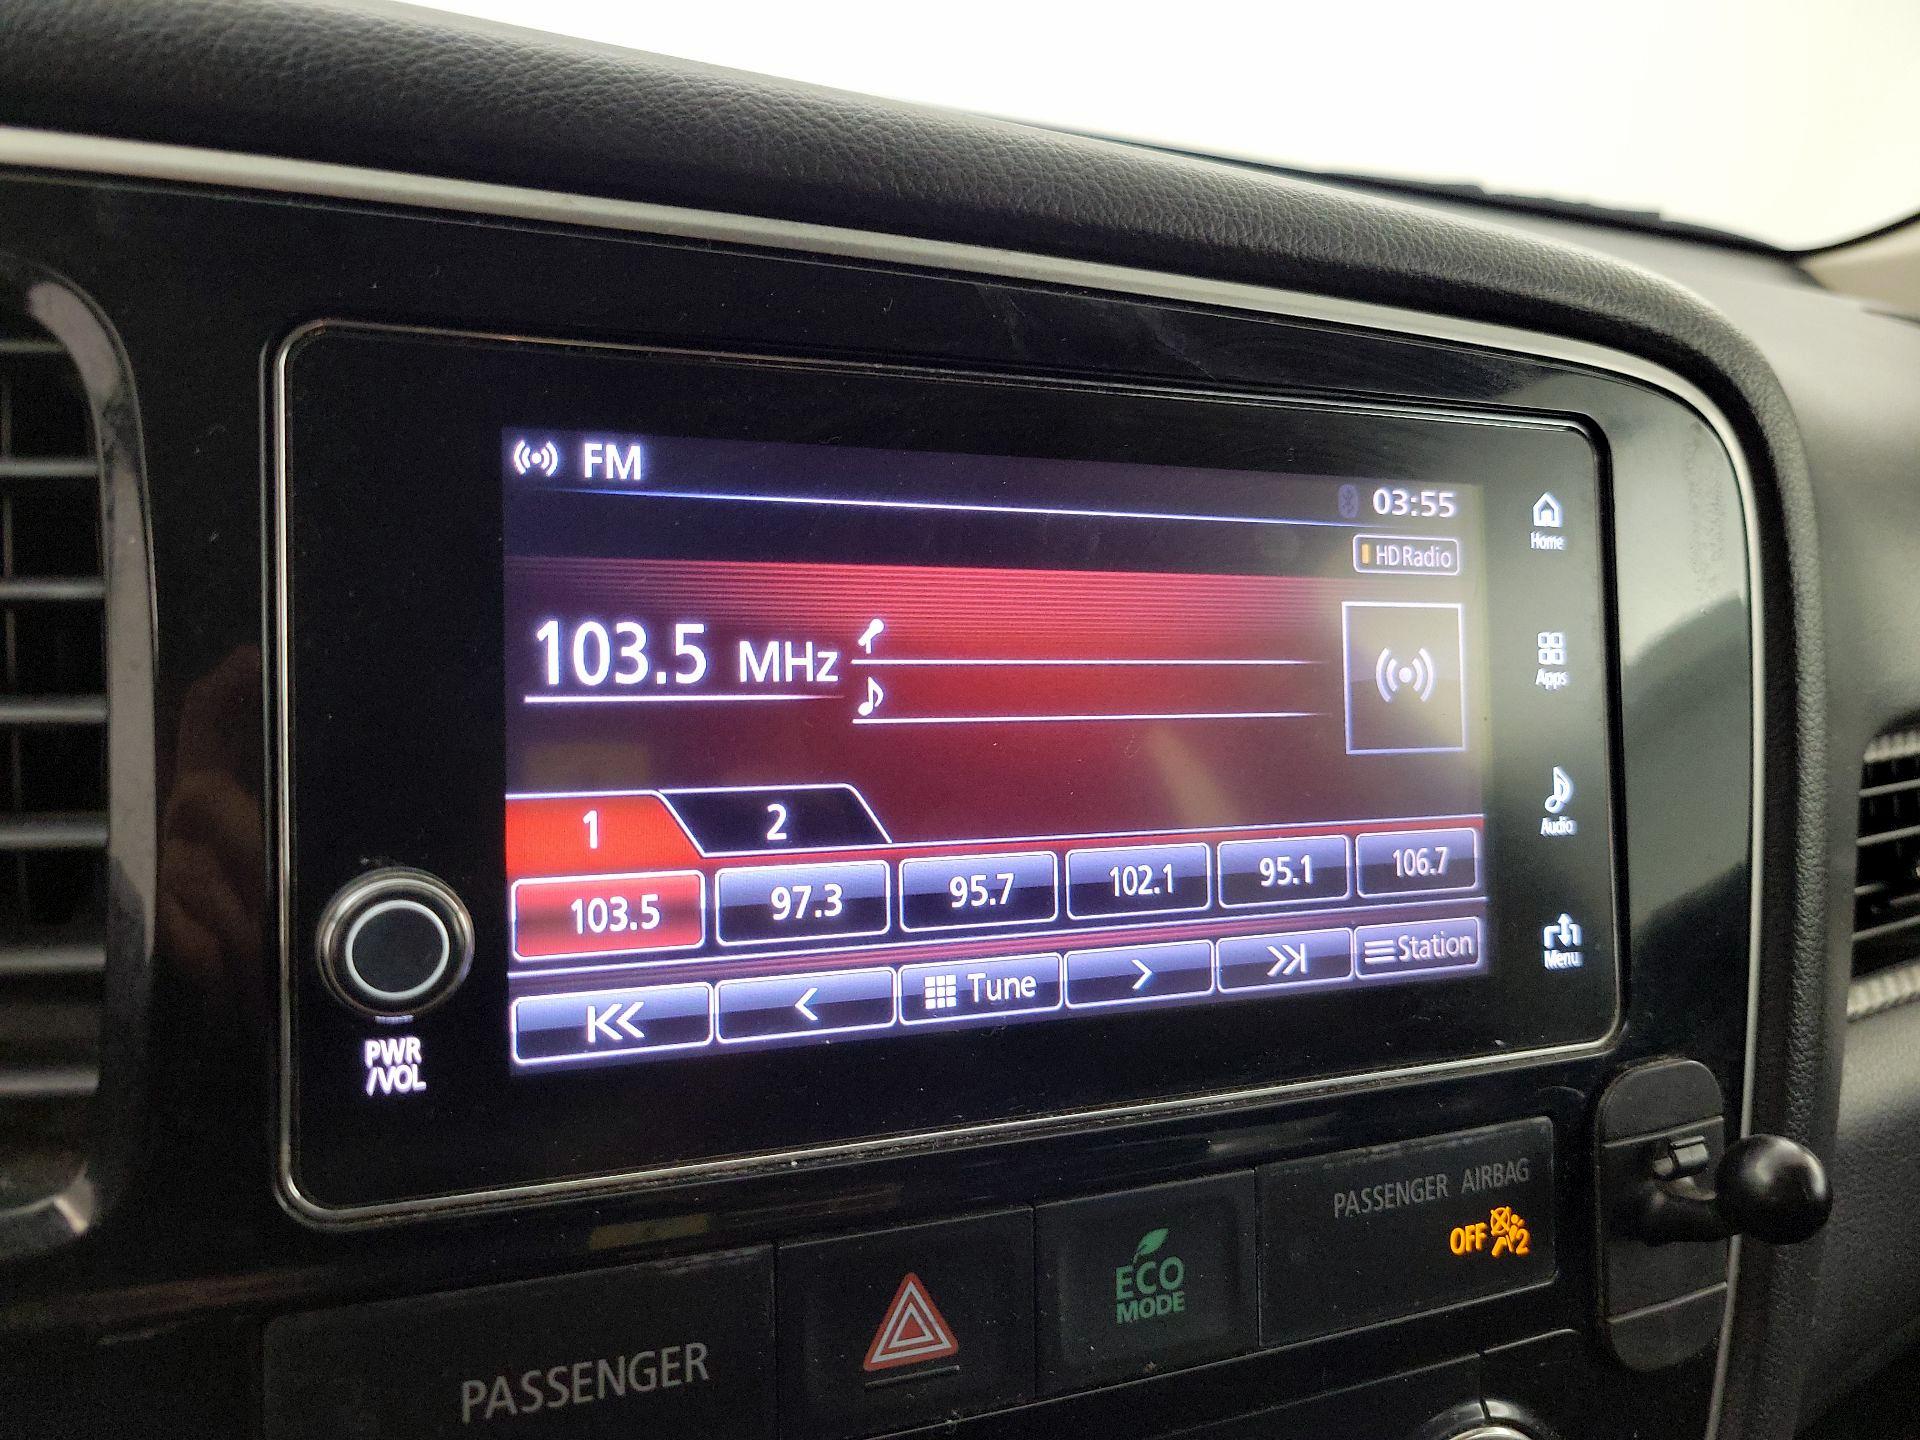 FM
03:55
HD Radio
103.5 MHz
1 2
103.5 97.3 95.7 102.1 95.1 106.7
Tune Station
Home
Apps
Audio
Menu
PWR
/VOL
PASSENGER AIRBAG
OFF 2
ECO
MODE
PASSENGER